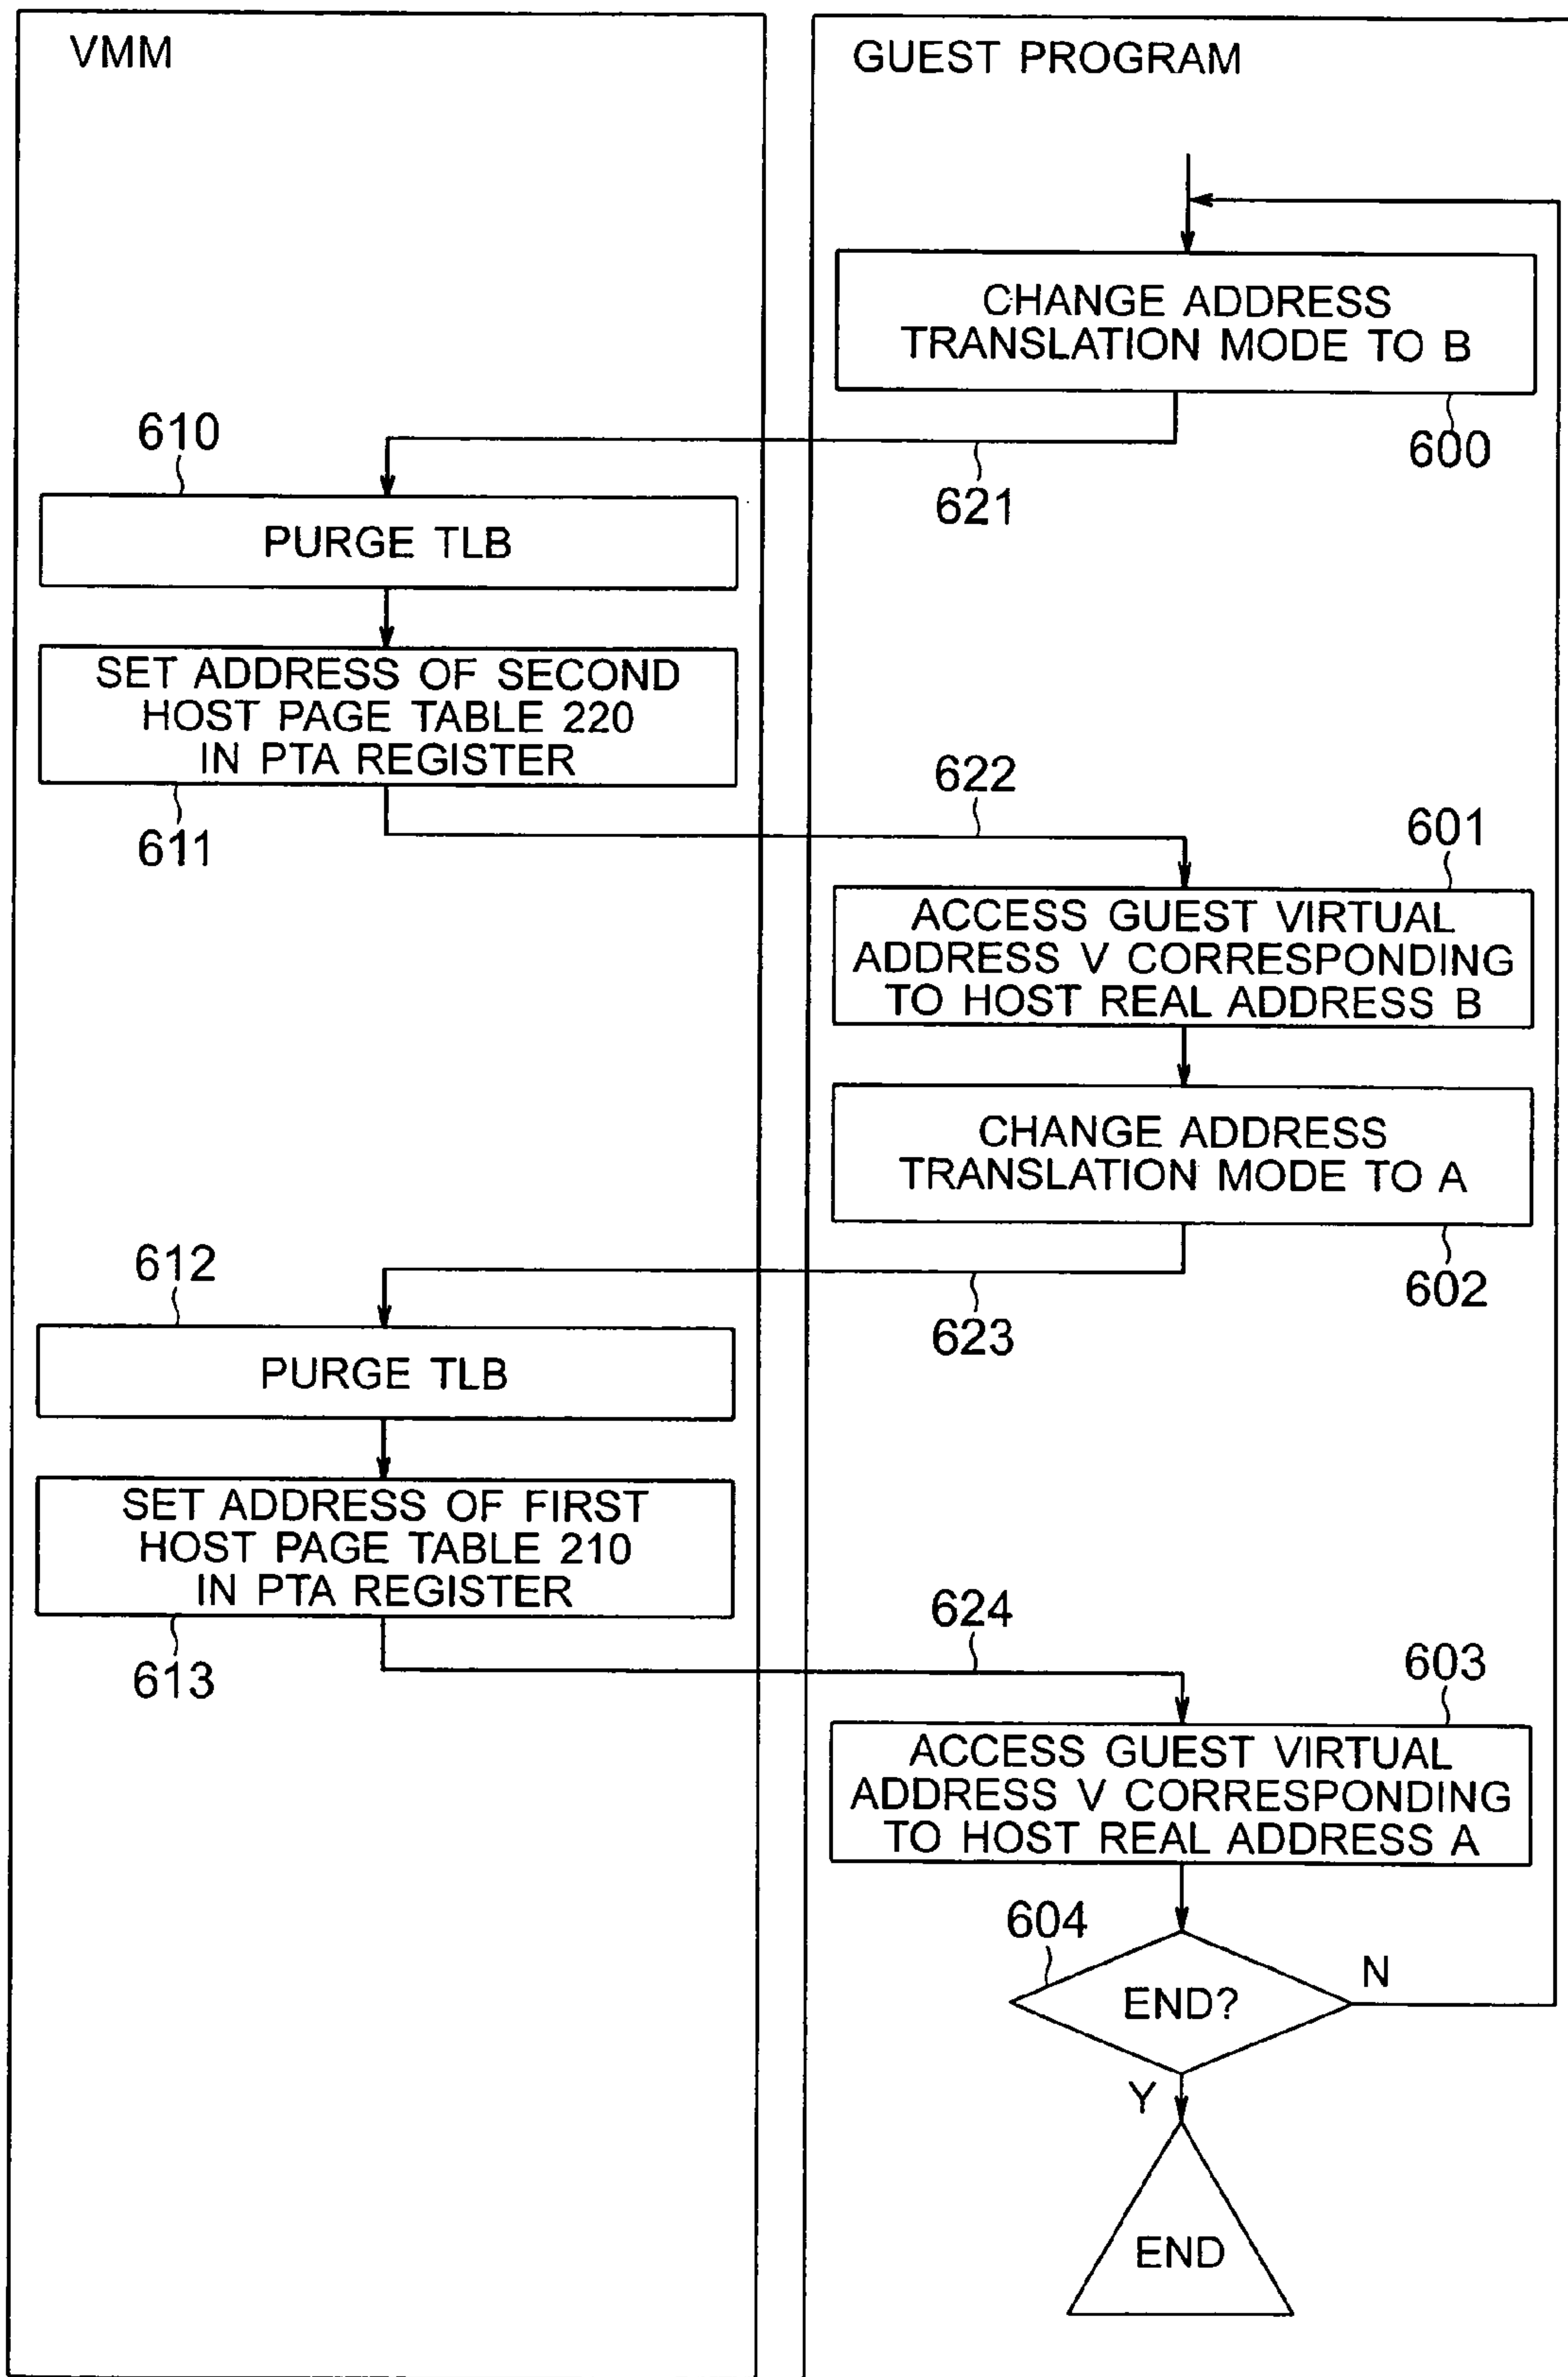 VMM
GUEST PROGRAM
CHANGE ADDRESS
TRANSLATION MODE TO B
600
621
610
PURGE TLB
SET ADDRESS OF SECOND
HOST PAGE TABLE 220
IN PTA REGISTER
611
622
601
ACCESS GUEST VIRTUAL
ADDRESS V CORRESPONDING
TO HOST REAL ADDRESS B
CHANGE ADDRESS
TRANSLATION MODE TO A
602
623
612
PURGE TLB
SET ADDRESS OF FIRST
HOST PAGE TABLE 210
IN PTA REGISTER
613
624
603
ACCESS GUEST VIRTUAL
ADDRESS V CORRESPONDING
TO HOST REAL ADDRESS A
604
END?
N
Y
END